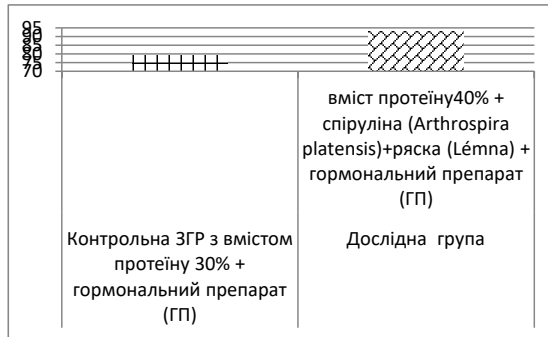 95
90
85
80
75
70
вміст протеїну40% +
спіруліна (Arthrospira
platensis)+ряска (Lémna) +
гормональний препарат
(ГП)
Контрольна ЗГР з вмістом
протеїну 30% +
гормональний препарат
(ГП)
Дослідна група